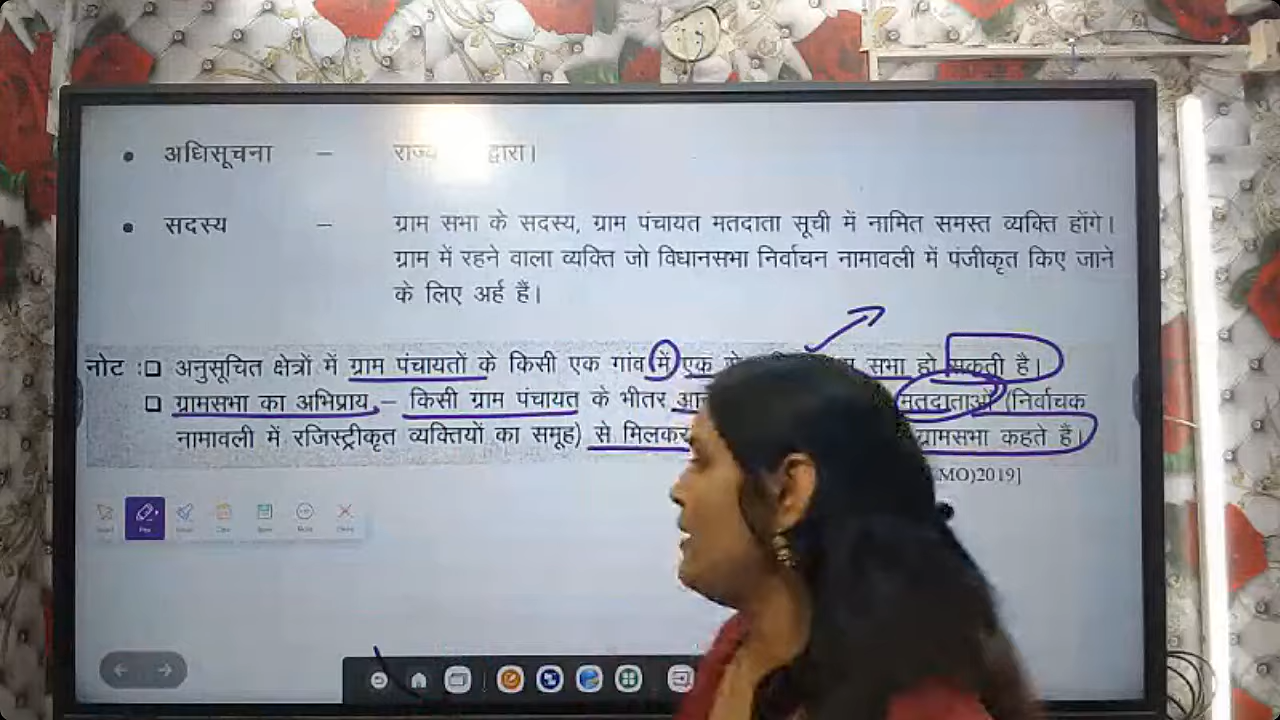 • अधिसूचना – राज्य द्वारा।
• सदस्य – ग्राम सभा के सदस्य, ग्राम पंचायत मतदाता सूची में नामित समस्त व्यक्ति होंगे।
ग्राम में रहने वाला व्यक्ति जो विधानसभा निर्वाचन नामावली में पंजीकृत किए जाने
के लिए अर्ह हैं।
नोट :❑ अनुसूचित क्षेत्रों में ग्राम पंचायतों के किसी एक गांव में एक सभा हो सकती है।
❑ ग्रामसभा का अभिप्राय – किसी ग्राम पंचायत के भीतर मतदाताओं (निर्वाचक
नामावली में रजिस्ट्रीकृत व्यक्तियों का समूह) से मिलकर ग्रामसभा कहते हैं
MO)2019]